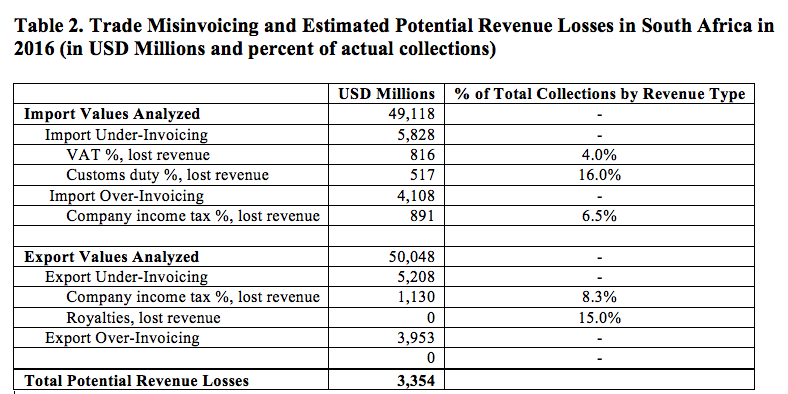 Table 2. Trade Misinvoicing and Estimated Potential Revenue Losses in South Africa in
2016 (in USD Millions and percent of actual collections)
USD Millions % of Total Collections by Revenue Type
Import Values Analyzed 49,118 -
Import Under-Invoicing 5,828 -
VAT %, lost revenue 816 4.0%
Customs duty %, lost revenue 517 16.0%
Import Over-Invoicing 4,108 -
Company income tax %, lost revenue 891 6.5%
Export Values Analyzed 50,048 -
Export Under-Invoicing 5,208 -
Company income tax %, lost revenue 1,130 8.3%
Royalties, lost revenue 0 15.0%
Export Over-Invoicing 3,953 -
0 -
Total Potential Revenue Losses 3,354